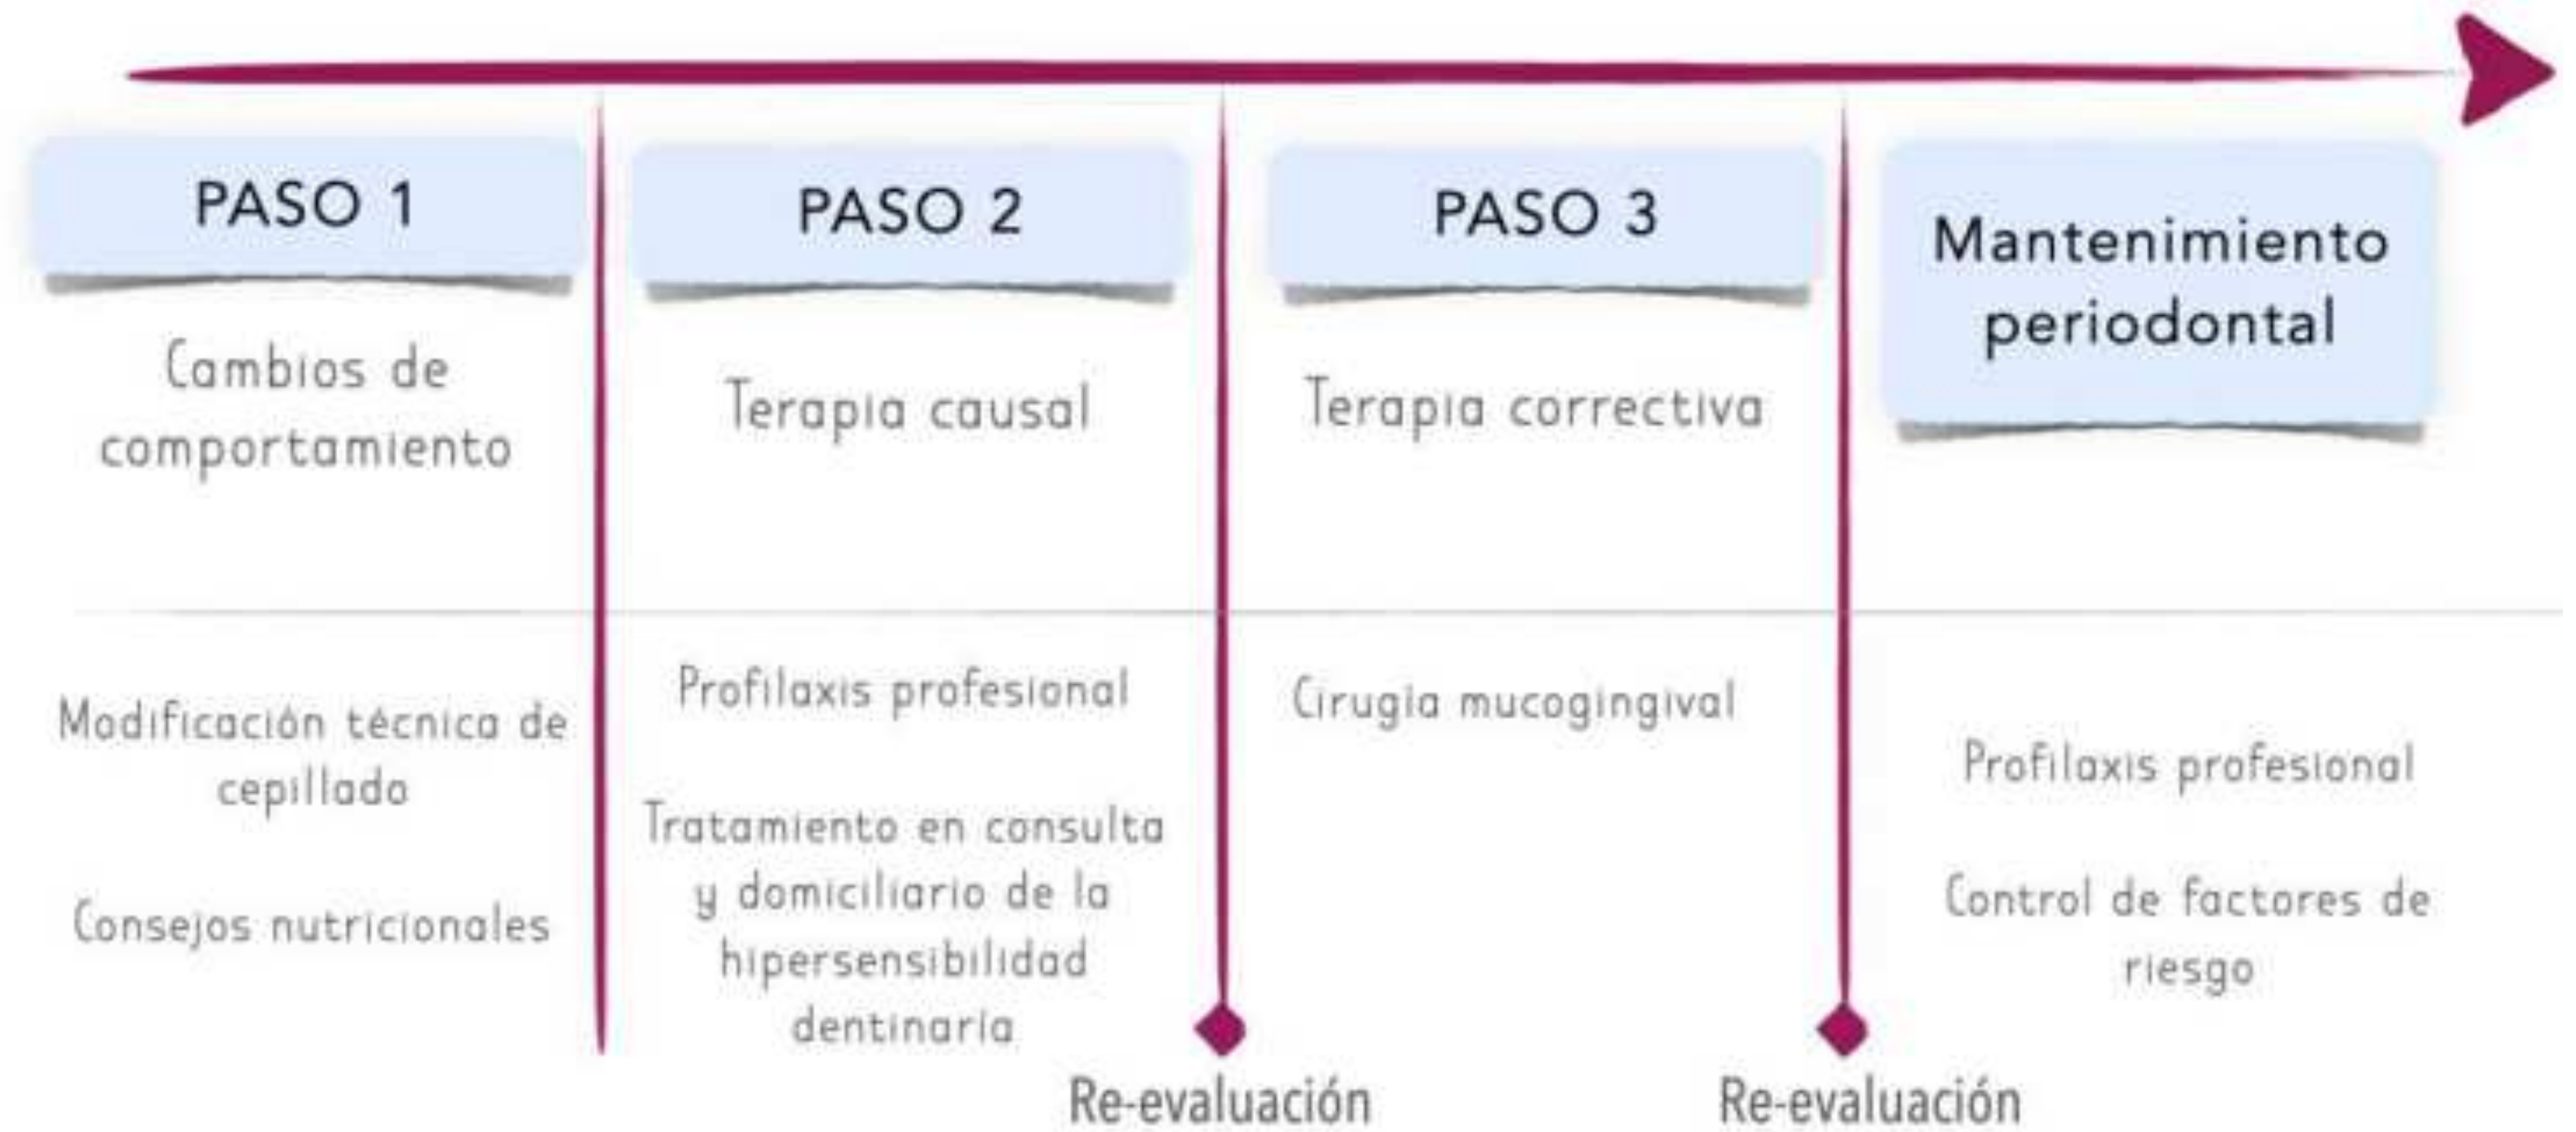 PASO 1
Cambios de
comportamiento
Modificación técnica de
cepillado
Consejos nutricionales
PASO 2
Terapia causal
Profilaxis profesional
Tratamiento en consulta
y domiciliario de la
hipersensibilidad
dentinaria
Re-evaluación
PASO 3
Terapia correctiva
Cirugía mucogingival
Re-evaluación
Mantenimiento
periodontal
Profilaxis profesional
Control de factores de
riesgo